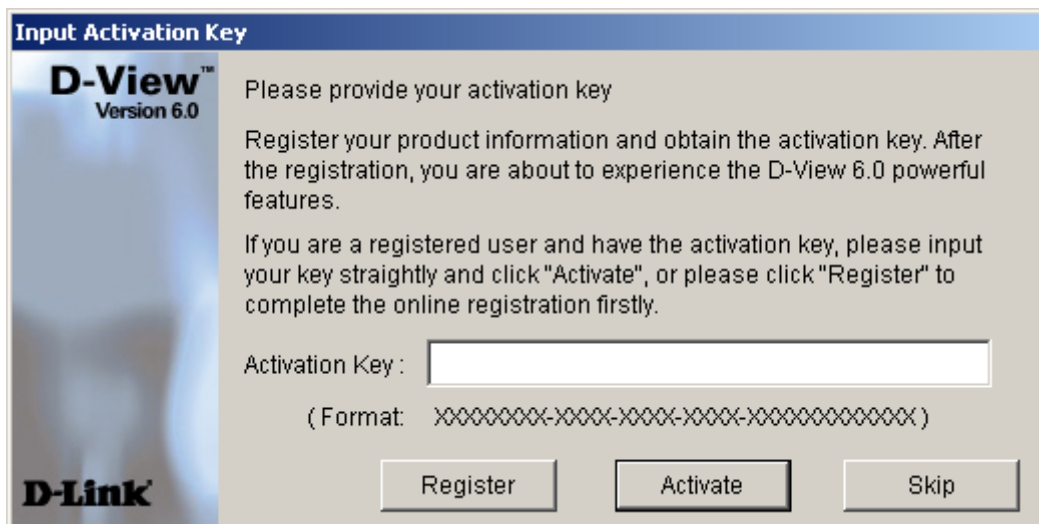 Input Activation Key
D-View™
Version 6.0
Please provide your activation key
Register your product information and obtain the activation key. After
the registration, you are about to experience the D-View 6.0 powerful
features.
If you are a registered user and have the activation key, please input
your key straightly and click "Activate", or please click "Register" to
complete the online registration firstly.
Activation Key :
( Format: XXXXXXXX-XXXX-XXXX-XXXX-XXXXXXXXXXXX )
Register Activate Skip
D-Link